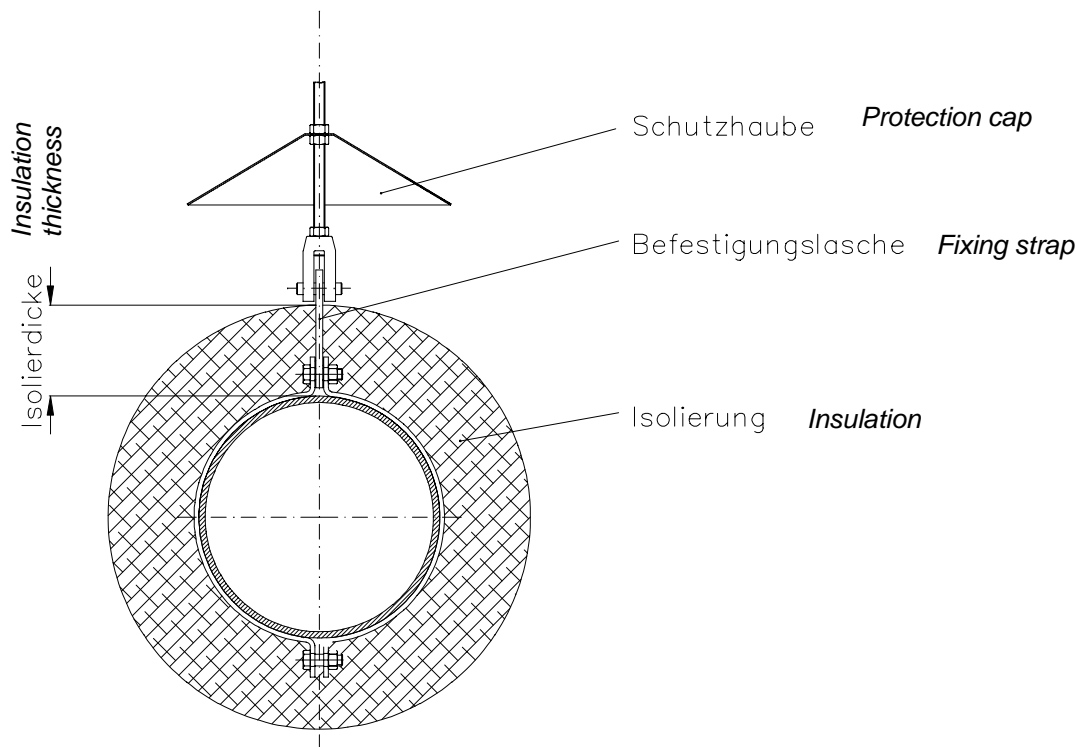 Schutzhaube Protection cap
Insulation
thickness
Isolierdicke
Befestigungslasche Fixing strap
Isolierung Insulation